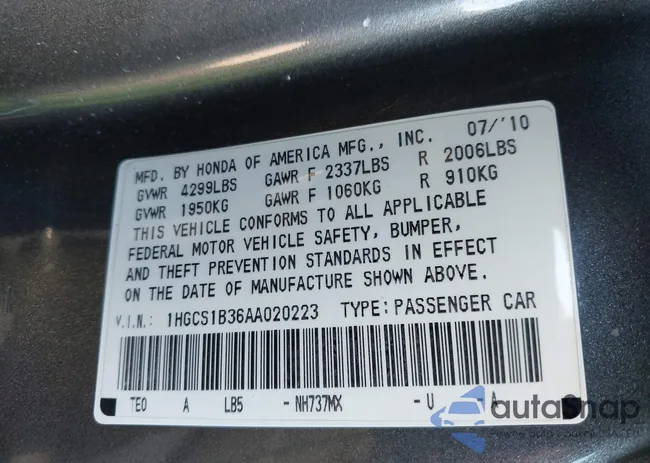 MFD. BY HONDA OF AMERICA MFG., INC. 07/'10
GVWR 4299LBS GAWR F 2337LBS R 2006LBS
GVWR 1950KG GAWR F 1060KG R 910KG
THIS VEHICLE CONFORMS TO ALL APPLICABLE
FEDERAL MOTOR VEHICLE SAFETY, BUMPER,
AND THEFT PREVENTION STANDARDS IN EFFECT
ON THE DATE OF MANUFACTURE SHOWN ABOVE.
V.I.N.: 1HGCS1B36AA020223 TYPE: PASSENGER CAR
TEO A LB5 -NH737MX -U -A
autosnap